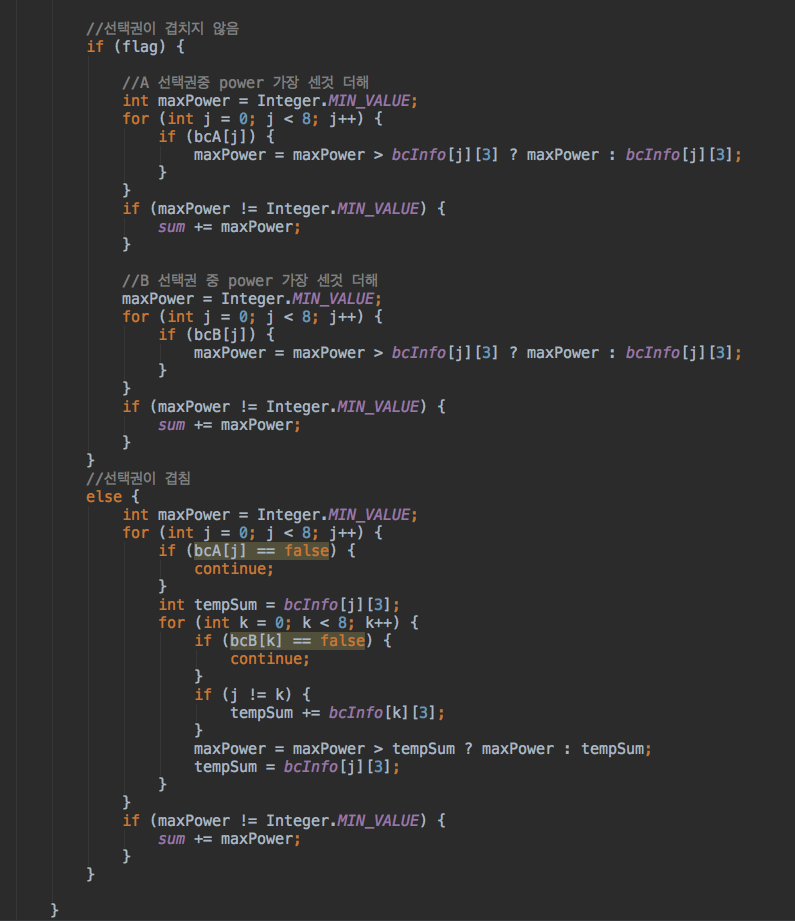 //선택권이 겹치지 않음
if (flag) {
//A 선택권중 power 가장 센것 더해
int maxPower = Integer.MIN_VALUE;
for (int j = 0; j < 8; j++) {
if (bcA[j]) {
maxPower = maxPower > bcInfo[j][3] ? maxPower : bcInfo[j][3];
}
}
if (maxPower != Integer.MIN_VALUE) {
sum += maxPower;
}
//B 선택권 중 power 가장 센것 더해
maxPower = Integer.MIN_VALUE;
for (int j = 0; j < 8; j++) {
if (bcB[j]) {
maxPower = maxPower > bcInfo[j][3] ? maxPower : bcInfo[j][3];
}
}
if (maxPower != Integer.MIN_VALUE) {
sum += maxPower;
}
}
//선택권이 겹침
else {
int maxPower = Integer.MIN_VALUE;
for (int j = 0; j < 8; j++) {
if (bcA[j] == false) {
continue;
}
int tempSum = bcInfo[j][3];
for (int k = 0; k < 8; k++) {
if (bcB[k] == false) {
continue;
}
if (j != k) {
tempSum += bcInfo[k][3];
}
maxPower = maxPower > tempSum ? maxPower : tempSum;
tempSum = bcInfo[j][3];
}
}
if (maxPower != Integer.MIN_VALUE) {
sum += maxPower;
}
}
}